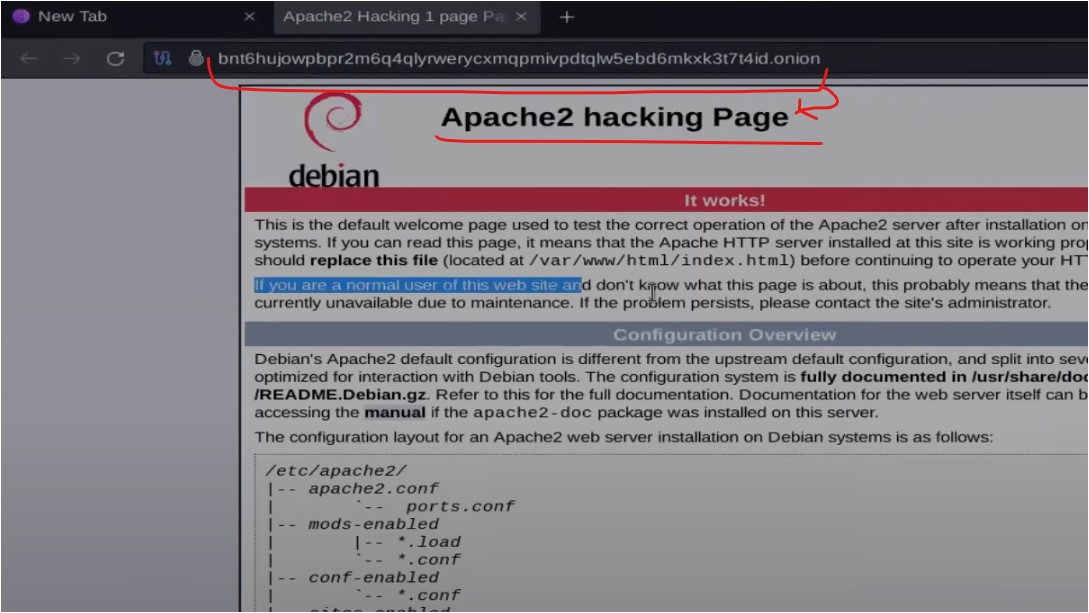 New Tab
Apache2 Hacking 1 page Pa
bnt6hujowpbpr2m6q4qlyrwerycxmqpmivpdtqlw5ebd6mkxk3t7t4id.onion
Apache2 hacking Page
debian
It works!
This is the default welcome page used to test the correct operation of the Apache2 server after installation on
systems. If you can read this page, it means that the Apache HTTP server installed at this site is working prop
should replace this file (located at /var/www/html/index.html) before continuing to operate your HTT
If you are a normal user of this web site and don't know what this page is about, this probably means that the
currently unavailable due to maintenance. If the problem persists, please contact the site's administrator.
Configuration Overview
Debian's Apache2 default configuration is different from the upstream default configuration, and split into seve
optimized for interaction with Debian tools. The configuration system is fully documented in /usr/share/doc
/README.Debian.gz. Refer to this for the full documentation. Documentation for the web server itself can b
accessing the manual if the apache2-doc package was installed on this server.
The configuration layout for an Apache2 web server installation on Debian systems is as follows:
/etc/apache2/
|-- apache2.conf
|       `--  ports.conf
|-- mods-enabled
|       |-- *.load
|       `-- *.conf
|-- conf-enabled
|       `-- *.conf
|-- sites-enabled